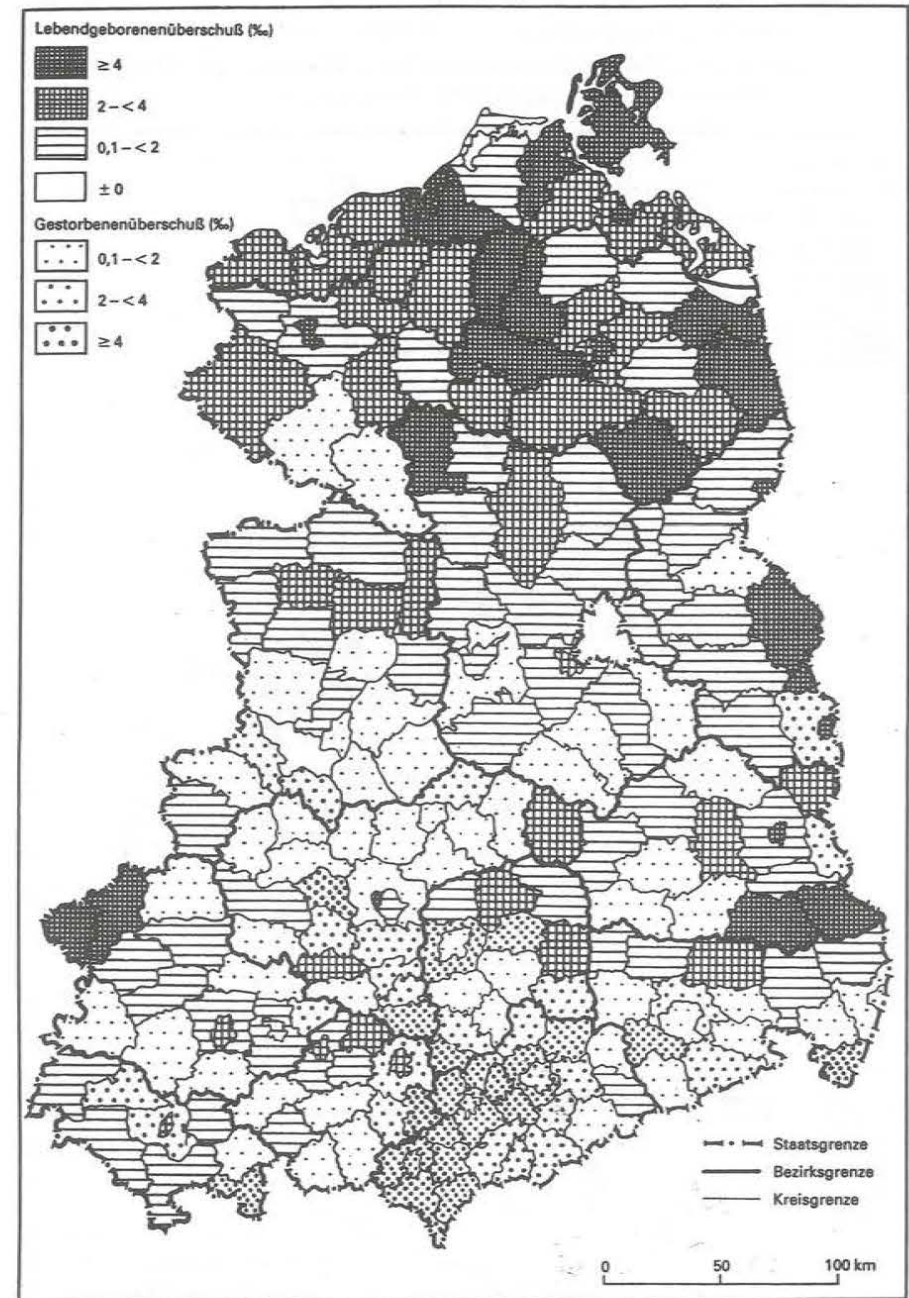 Lebendgeborenenüberschuß (‰)
≥ 4
2 – < 4
0,1 – < 2
± 0
Gestorbenenüberschuß (‰)
0,1 – < 2
2 – < 4
≥ 4
Staatsgrenze
Bezirksgrenze
Kreisgrenze
0 50 100 km